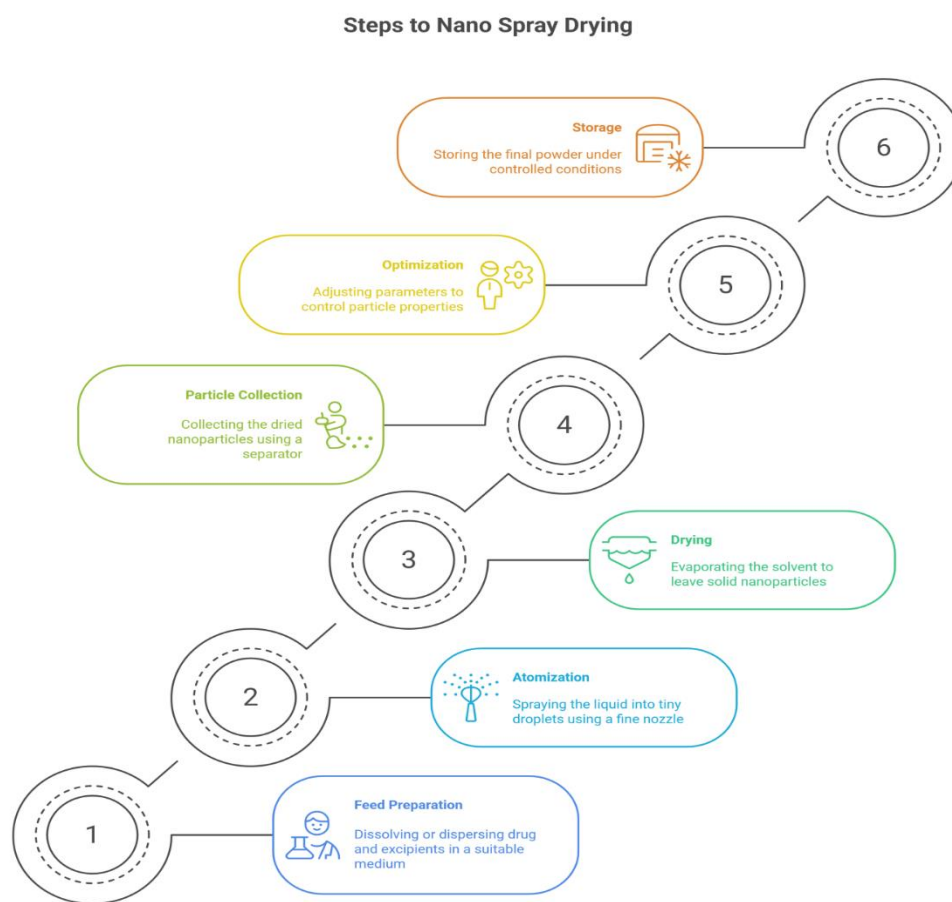 Steps to Nano Spray Drying
6
Storage
Storing the final powder under
controlled conditions
5
Optimization
Adjusting parameters to
control particle properties
4
Particle Collection
Collecting the dried
nanoparticles using a
separator
3
Drying
Evaporating the solvent to
leave solid nanoparticles
2
Atomization
Spraying the liquid into tiny
droplets using a fine nozzle
1
Feed Preparation
Dissolving or dispersing drug
and excipients in a suitable
medium